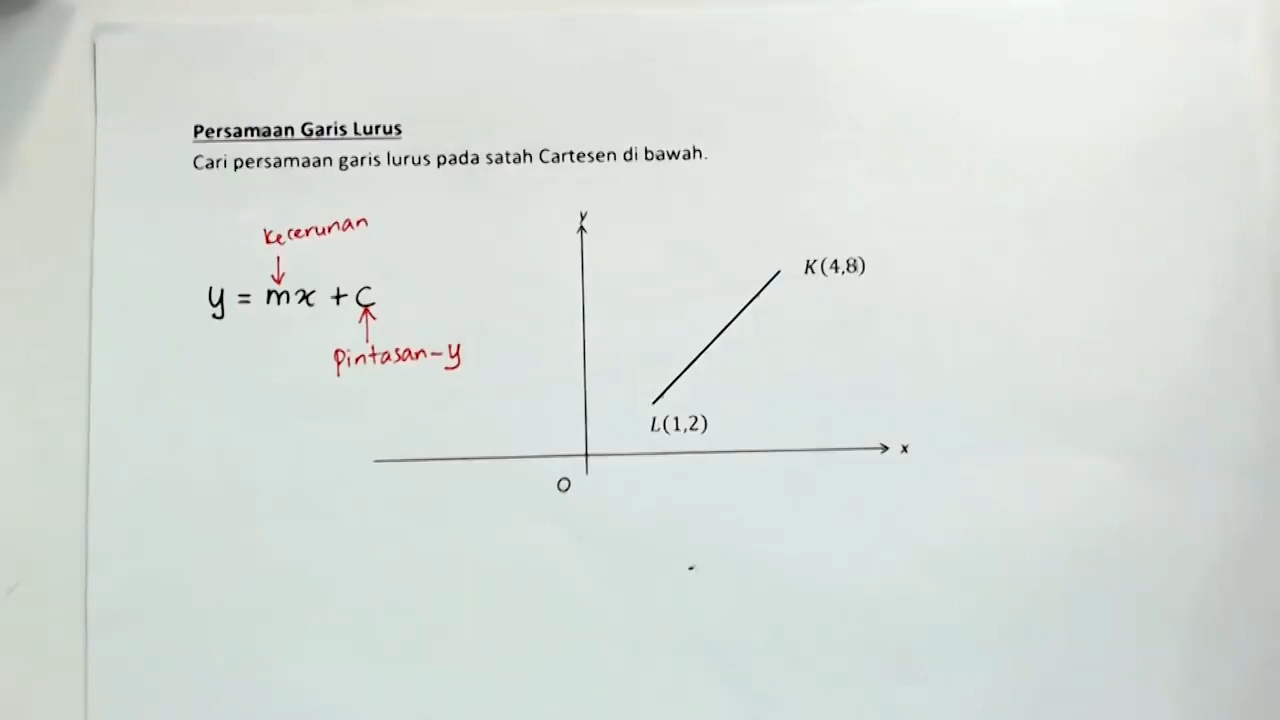 Persamaan Garis Lurus
Cari persamaan garis lurus pada satah Cartesen di bawah.
kecerunan
y = mx + c
pintasan-y
y
K(4,8)
L(1,2)
x
O